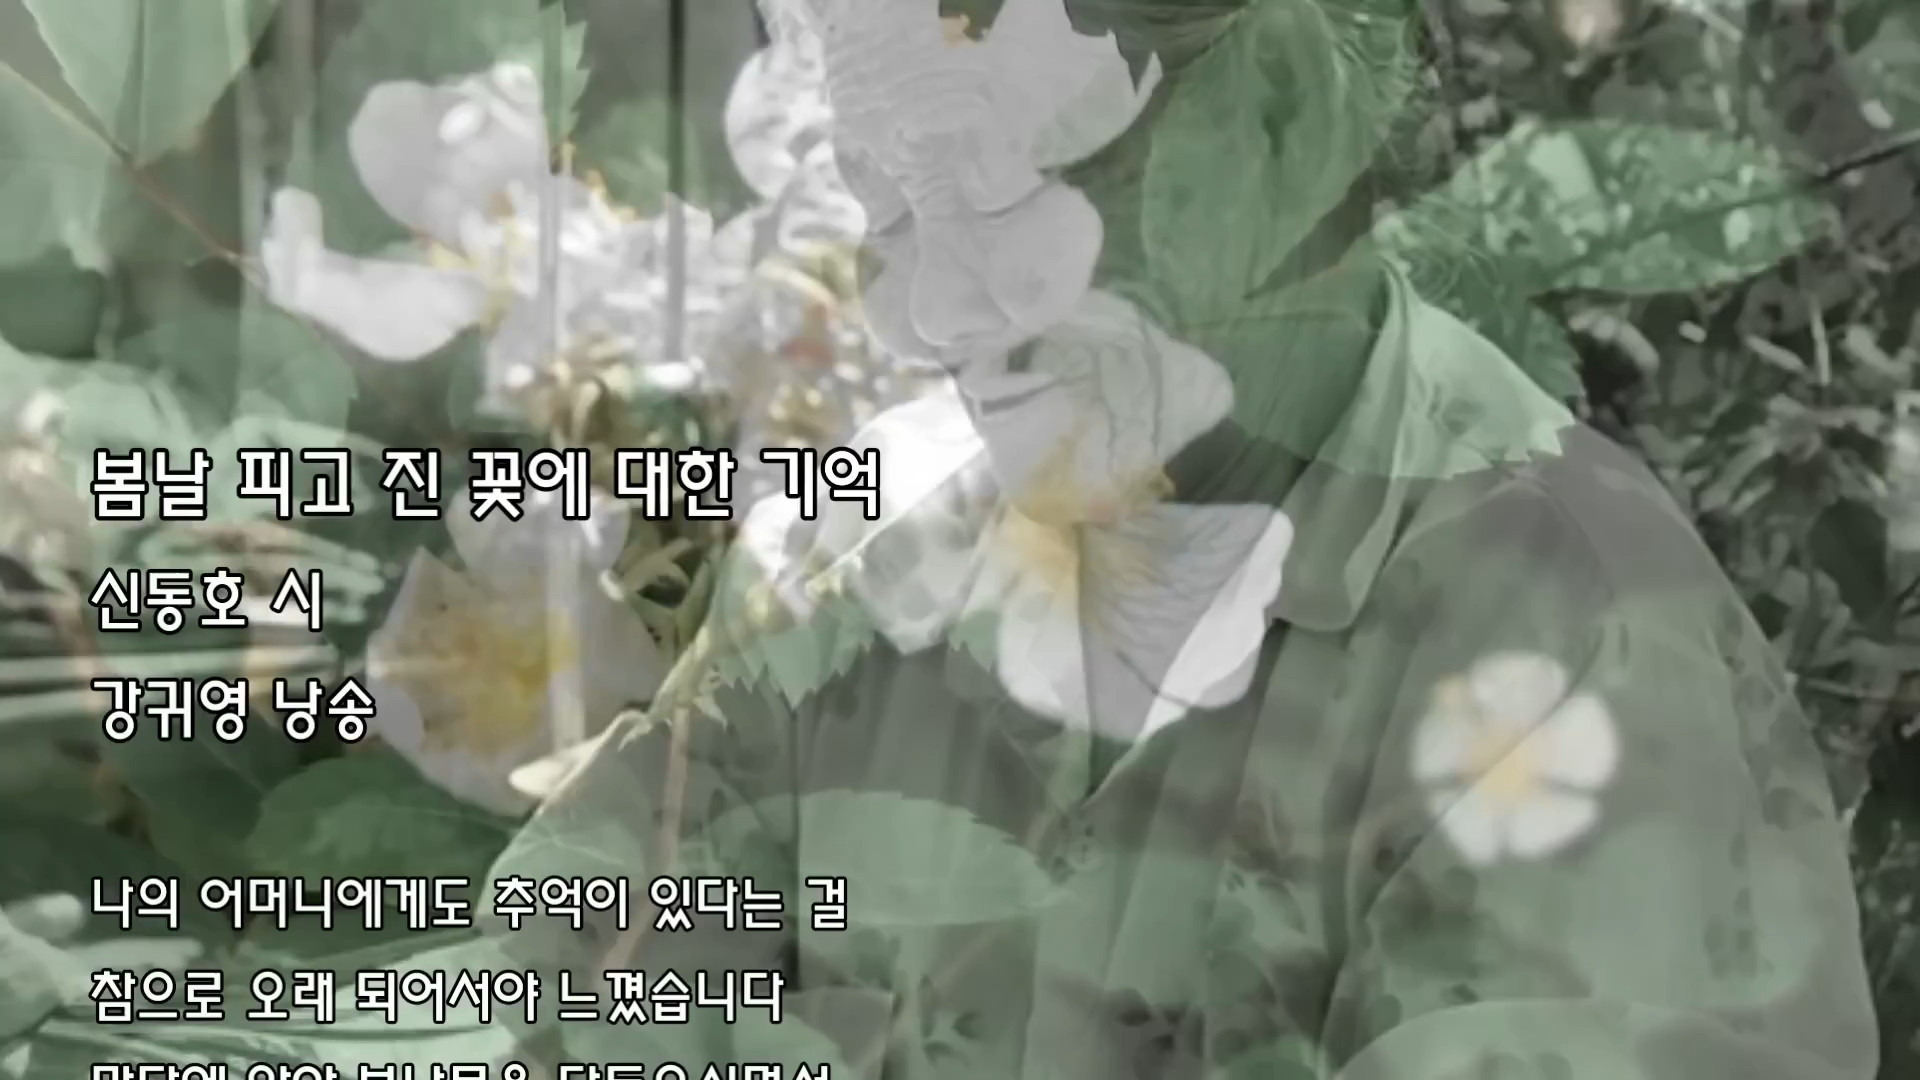 봄날 피고 진 꽃에 대한 기억
신동호 시
강귀영 낭송
나의 어머니에게도 추억이 있다는 걸
참으로 오래 되어서야 느꼈습니다